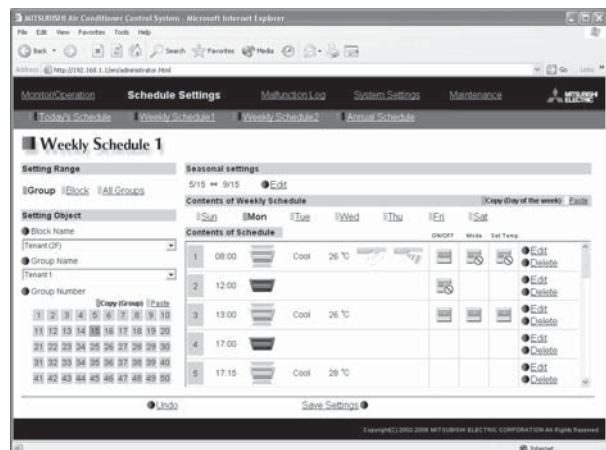 MITSUBISHI Air Conditioner Control System - Microsoft Internet Explorer
File Edit View Favorites Tools Help
Back Search Favorites Media
Address http://192.168.1.1/en/administrator.html Go Links
Monitor/Operation Schedule Settings Malfunction Log System Settings Maintenance MITSUBISHI ELECTRIC
Today's Schedule Weekly Schedule1 Weekly Schedule2 Annual Schedule
Weekly Schedule 1
Setting Range
Group Block All Groups
Setting Object
Block Name
Tenant (2F)
Group Name
Tenant 1
Group Number
Copy (Group) Paste
1 2 3 4 5 6 7 8 9 10
11 12 13 14 15 16 17 18 19 20
21 22 23 24 25 26 27 28 29 30
31 32 33 34 35 36 37 38 39 40
41 42 43 44 45 46 47 48 49 50
Seasonal settings
5/15 ⇔ 9/15 Edit
Contents of Weekly Schedule Copy (Day of the week) Paste
Sun Mon Tue Wed Thu Fri Sat
Contents of Schedule ON/OFF Mode Set Temp.
1 08:00 Cool 26 °C Edit
Delete
2 12:00 Edit
Delete
3 13:00 Cool 26 °C Edit
Delete
4 17:00 Edit
Delete
5 17:15 Cool 28 °C Edit
Delete
Undo Save Settings
Copyright(C) 2002-2008 MITSUBISHI ELECTRIC CORPORATION All Rights Reserved
Internet